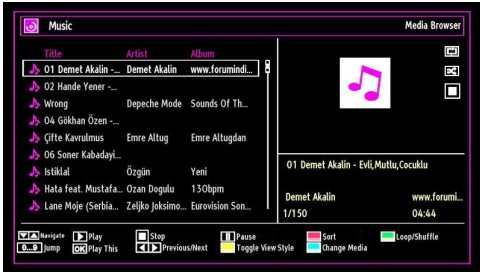 Music Media Browser
Title Artist Album
01 Demet Akalin -... Demet Akalin www.forumindi...
02 Hande Yener -...
Wrong Depeche Mode Sounds Of Th...
04 Gökhan Özen -...
Çifte Kavrulmus Emre Altug Emre Altugdan
06 Soner Kabadayi...
Istiklal Özgün Yeni
Hata feat. Mustafa... Ozan Dogulu 130bpm
Lane Moje (Serbia... Zeljko Joksimo... Eurovision Son...
01 Demet Akalin - Evli,Mutlu,Cocuklu
Demet Akalin www.forumi...
1/150 04:44
Navigate Play Stop Pause Sort Loop/Shuffle
0...9 Jump OK Play This Previous/Next Toggle View Style Change Media